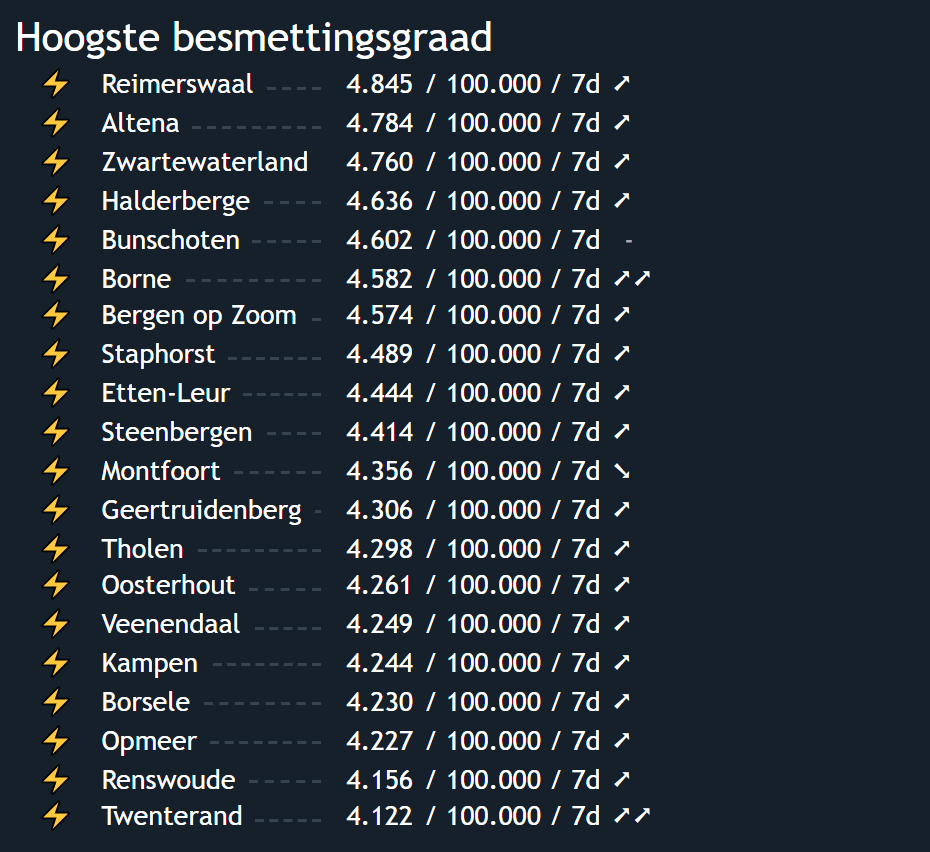 Hoogste besmettingsgraad
⚡ Reimerswaal ---- 4.845 / 100.000 / 7d ➚
⚡ Altena --------- 4.784 / 100.000 / 7d ➚
⚡ Zwartewaterland 4.760 / 100.000 / 7d ➚
⚡ Halderberge ---- 4.636 / 100.000 / 7d ➚
⚡ Bunschoten ----- 4.602 / 100.000 / 7d -
⚡ Borne --------- 4.582 / 100.000 / 7d ➚➚
⚡ Bergen op Zoom - 4.574 / 100.000 / 7d ➚
⚡ Staphorst ------ 4.489 / 100.000 / 7d ➚
⚡ Etten-Leur ----- 4.444 / 100.000 / 7d ➚
⚡ Steenbergen ---- 4.414 / 100.000 / 7d ➚
⚡ Montfoort ------ 4.356 / 100.000 / 7d ➘
⚡ Geertruidenberg - 4.306 / 100.000 / 7d ➚
⚡ Tholen -------- 4.298 / 100.000 / 7d ➚
⚡ Oosterhout ----- 4.261 / 100.000 / 7d ➚
⚡ Veenendaal ----- 4.249 / 100.000 / 7d ➚
⚡ Kampen ------- 4.244 / 100.000 / 7d ➚
⚡ Borsele -------- 4.230 / 100.000 / 7d ➚
⚡ Opmeer ------- 4.227 / 100.000 / 7d ➚
⚡ Renswoude ----- 4.156 / 100.000 / 7d ➚
⚡ Twenterand ----- 4.122 / 100.000 / 7d ➚➚